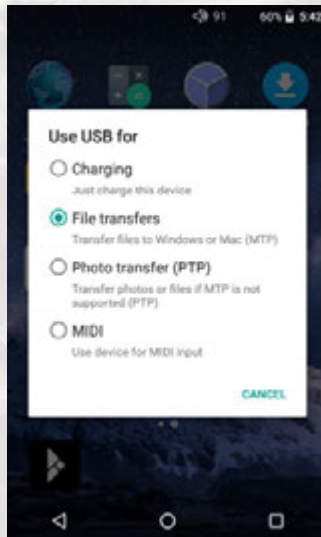 91 60% 5:42
Use USB for
Charging
Just charge this device
File transfers
Transfer files to Windows or Mac (MTP)
Photo transfer (PTP)
Transfer photos or files if MTP is not
supported (PTP)
MIDI
Use device for MIDI input
CANCEL